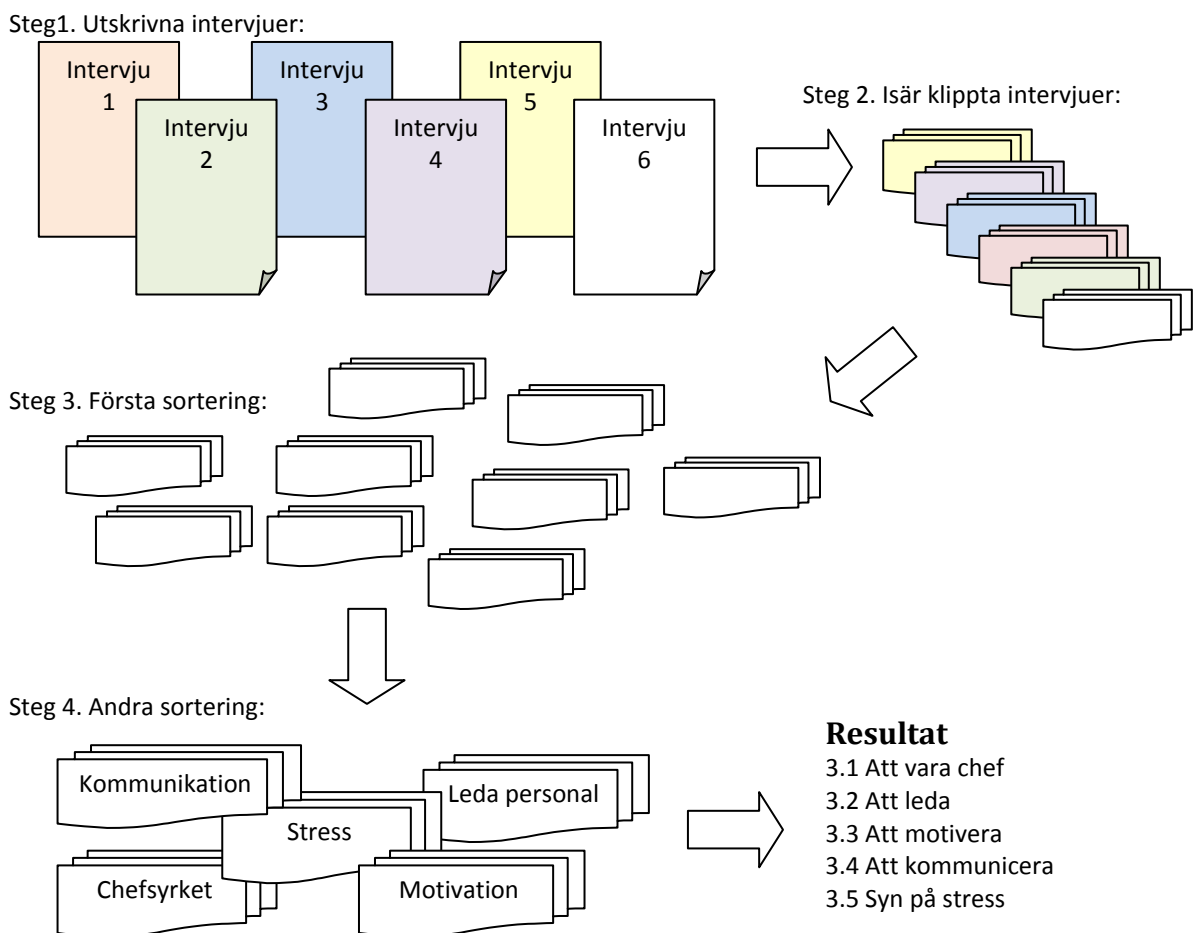 Steg1. Utskrivna intervjuer:
Intervju
1
Intervju
2
Intervju
3
Intervju
4
Intervju
5
Intervju
6
Steg 2. Isär klippta intervjuer:
Steg 3. Första sortering:
Steg 4. Andra sortering:
Kommunikation
Leda personal
Stress
Chefsyrket
Motivation
Resultat
3.1 Att vara chef
3.2 Att leda
3.3 Att motivera
3.4 Att kommunicera
3.5 Syn på stress